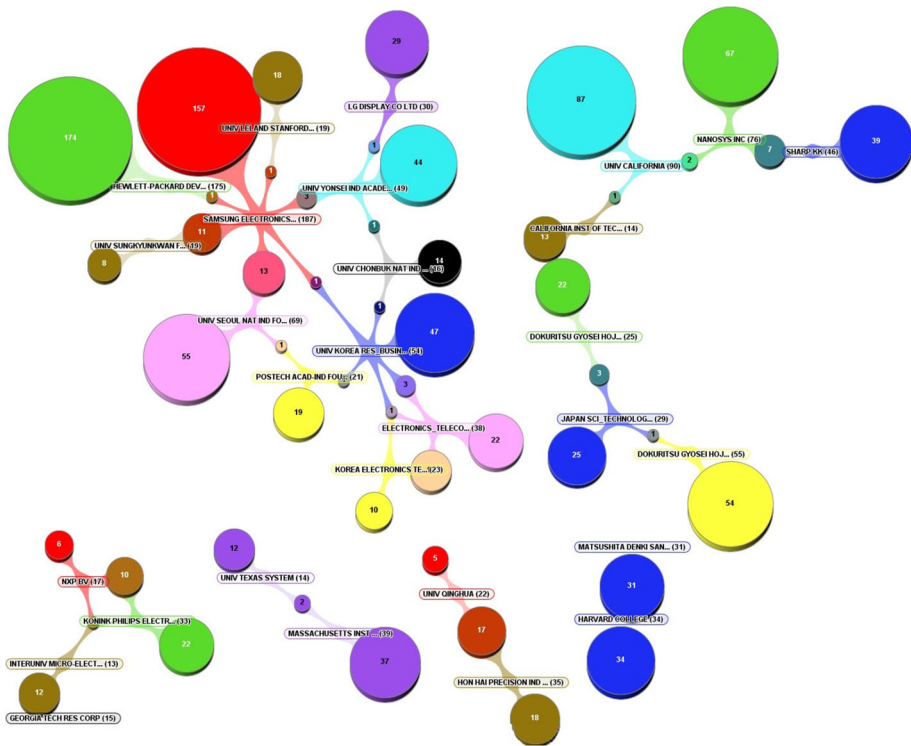 29
67
18
157
87
LG DISPLAY CO LTD (30)
174
UNIV LELAND STANFORD... (19)
NANOSYS INC (76)
39
1
7
SHARP KK (46)
44
2
UNIV CALIFORNIA (90)
1
HEWLETT-PACKARD DEV... (175)
UNIV YONSEI IND ACADE... (49)
1
3
1
SAMSUNG ELECTRONICS... (187)
1
CALIFORNIA INST OF TEC... (14)
11
13
UNIV SUNGKYUNKWAN F... (19)
8
14
UNIV CHONBUK NAT IND ... (16)
13
1
22
1
UNIV SEOUL NAT IND FO... (69)
47
DOKURITSU GYOSEI HOJ... (25)
1
UNIV KOREA RES_BUSIN... (54)
55
POSTECH ACAD-IND FOU... (21)
3
3
19
1
JAPAN SCI_TECHNOLOG... (29)
ELECTRONICS_TELECO... (38)
1
22
25
DOKURITSU GYOSEI HOJ... (55)
KOREA ELECTRONICS TE... (23)
54
10
6
12
5
MATSUSHITA DENKI SAN... (31)
10
UNIV TEXAS SYSTEM (14)
NXP BV (17)
31
UNIV QINGHUA (22)
2
KONINK PHILIPS ELECTR... (33)
HARVARD COLLEGE (34)
17
MASSACHUSETTS INST ... (39)
22
INTERUNIV MICRO-ELECT... (13)
37
34
HON HAI PRECISION IND ... (35)
12
GEORGIA TECH RES CORP (15)
18